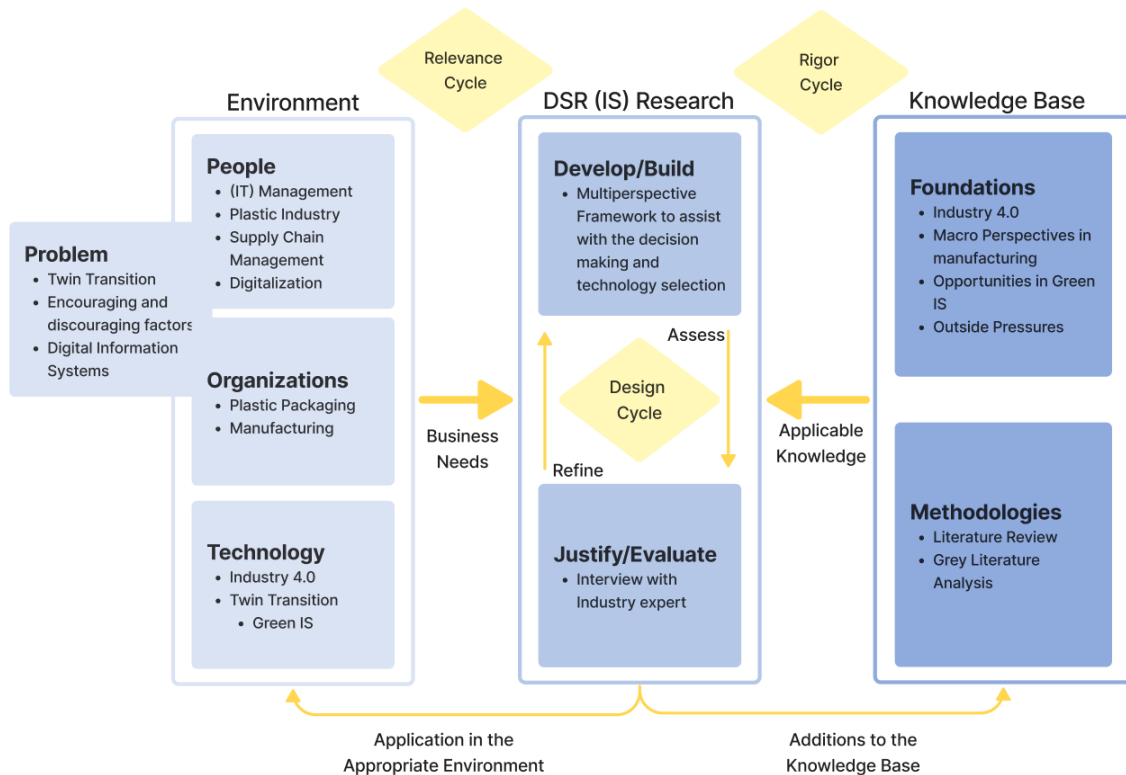 Relevance
Cycle
Rigor
Cycle
Environment
DSR (IS) Research
Knowledge Base
Problem
• Twin Transition
• Encouraging and
discouraging factors
• Digital Information
Systems
People
• (IT) Management
• Plastic Industry
• Supply Chain
Management
• Digitalization
Organizations
• Plastic Packaging
• Manufacturing
Technology
• Industry 4.0
• Twin Transition
• Green IS
Business
Needs
Develop/Build
• Multiperspective
Framework to assist
with the decision
making and
technology selection
Assess
Design
Cycle
Refine
Justify/Evaluate
• Interview with
Industry expert
Applicable
Knowledge
Foundations
• Industry 4.0
• Macro Perspectives in
manufacturing
• Opportunities in Green
IS
• Outside Pressures
Methodologies
• Literature Review
• Grey Literature
Analysis
Application in the
Appropriate Environment
Additions to the
Knowledge Base